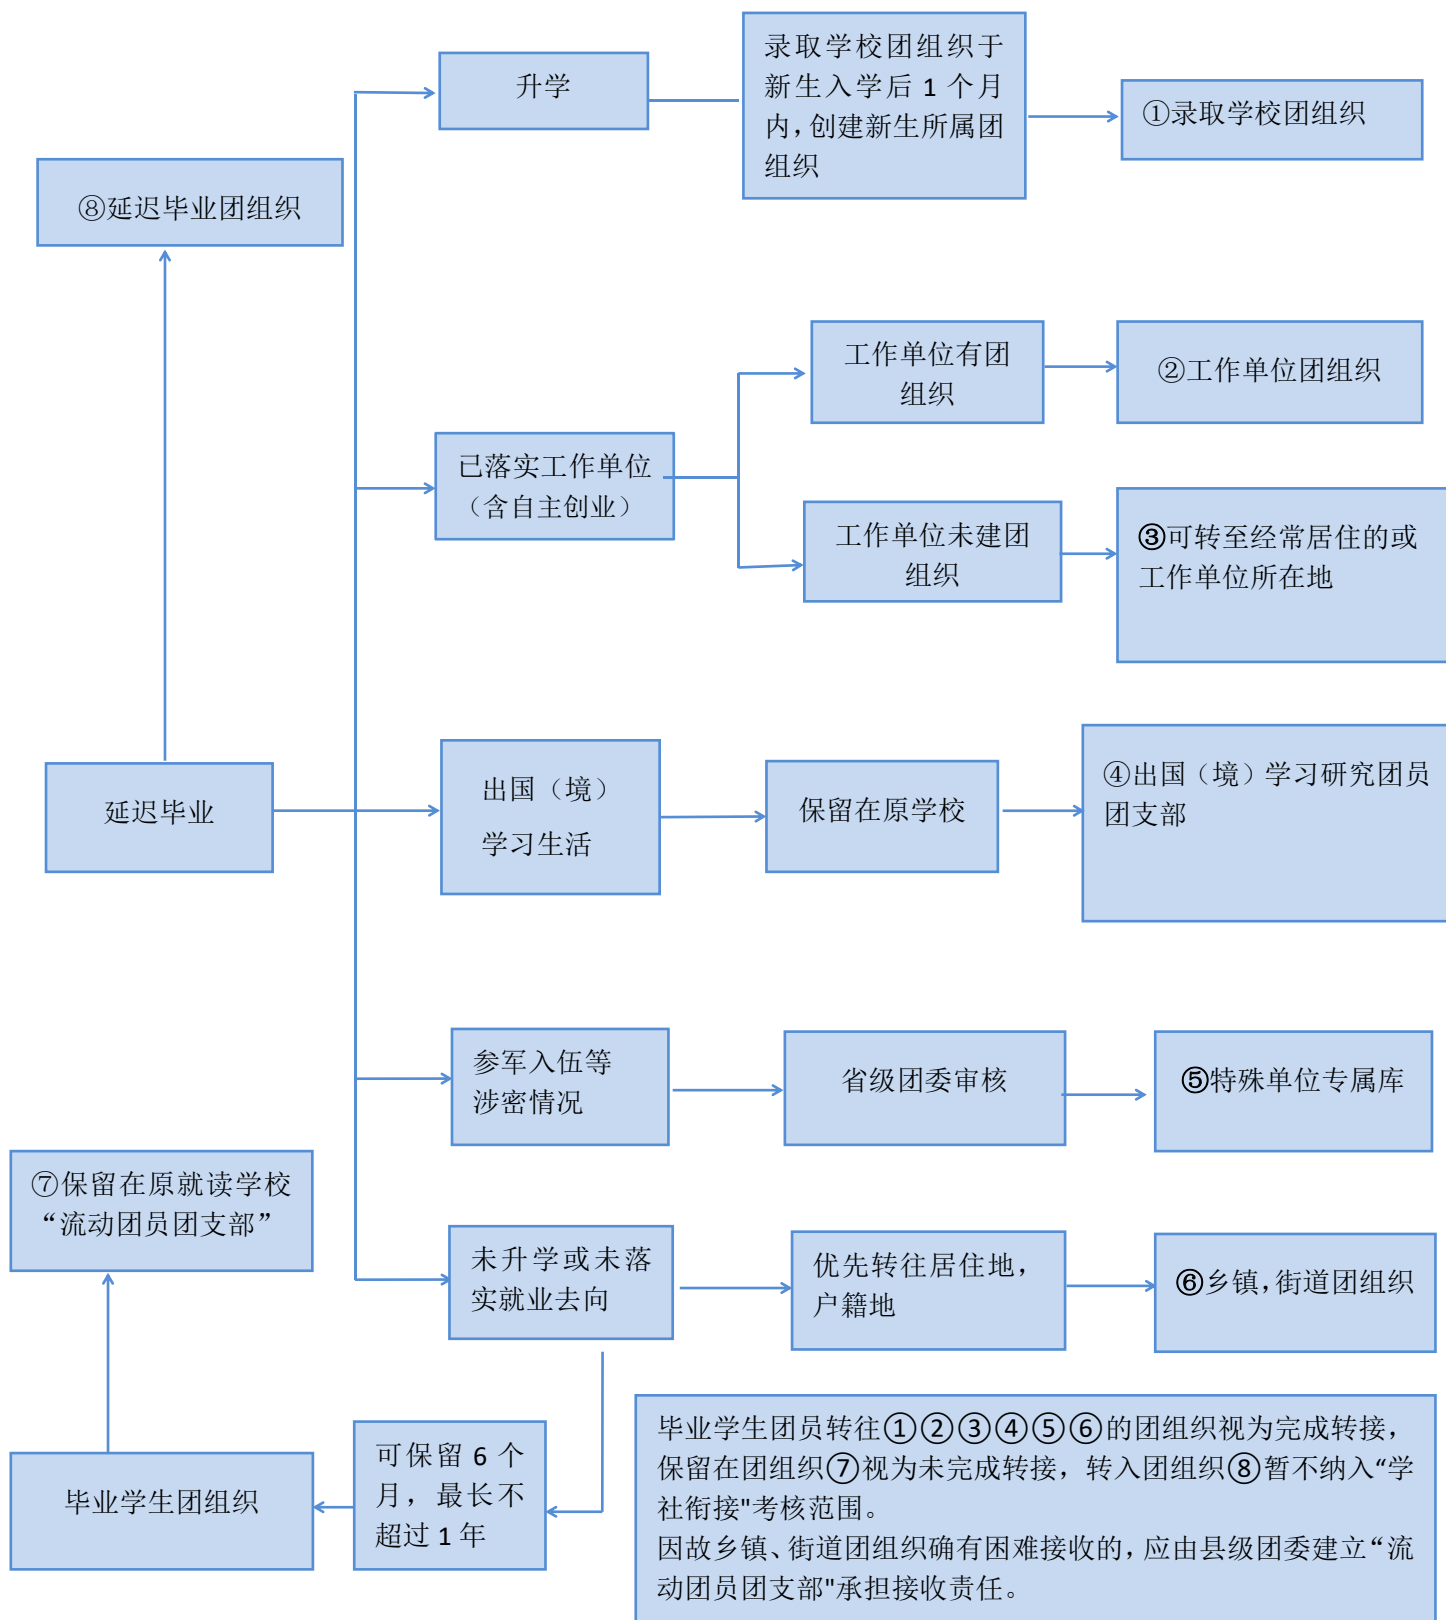 升学
录取学校团组织于
新生入学后 1 个月
内，创建新生所属团
组织
①录取学校团组织
⑧延迟毕业团组织
工作单位有团
组织
②工作单位团组织
已落实工作单位
（含自主创业）
工作单位未建团
组织
③可转至经常居住的或
工作单位所在地
延迟毕业
出国（境）
学习生活
保留在原学校
④出国（境）学习研究团员
团支部
参军入伍等
涉密情况
省级团委审核
⑤特殊单位专属库
⑦保留在原就读学校
“流动团员团支部”
未升学或未落
实就业去向
优先转往居住地，
户籍地
⑥乡镇，街道团组织
毕业学生团组织
可保留 6 个
月，最长不
超过 1 年
毕业学生团员转往①②③④⑤⑥的团组织视为完成转接，
保留在团组织⑦视为未完成转接，转入团组织⑧暂不纳入“学
社衔接"考核范围。
因故乡镇、街道团组织确有困难接收的，应由县级团委建立“流
动团员团支部"承担接收责任。